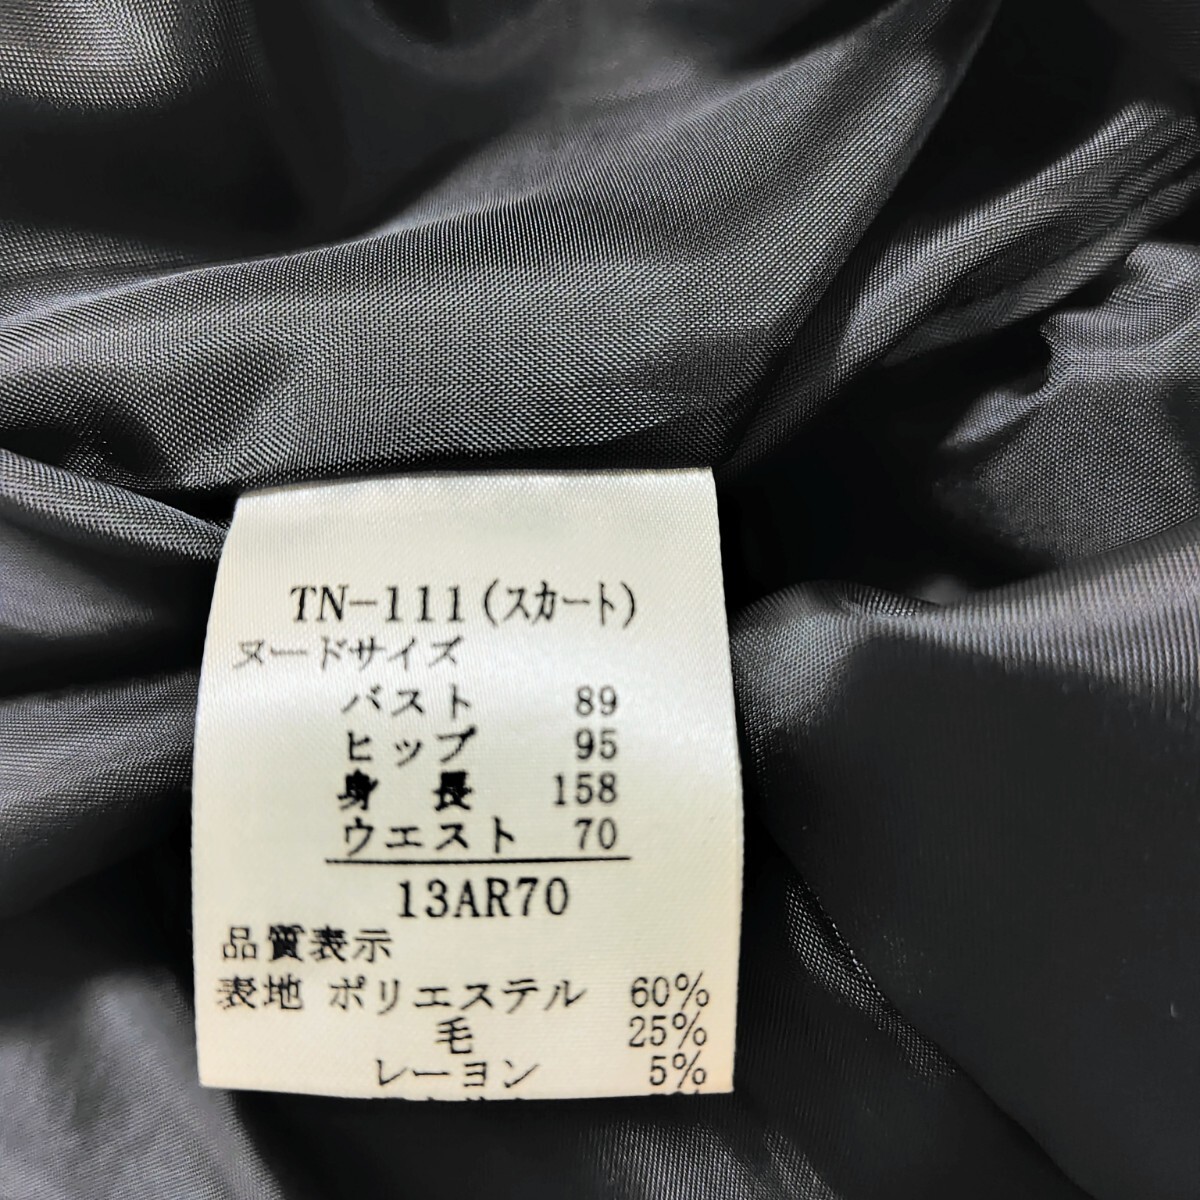 TN-111(スカート)
ヌードサイズ
バスト 89
ヒップ 95
身 長 158
ウエスト 70
13AR70
品質表示
表地 ポリエステル 60%
毛 25%
レーヨン 5%